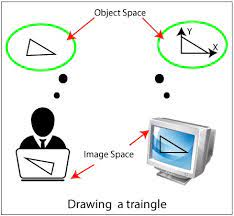 Object Space
Y
X
Image Space
Drawing a traingle